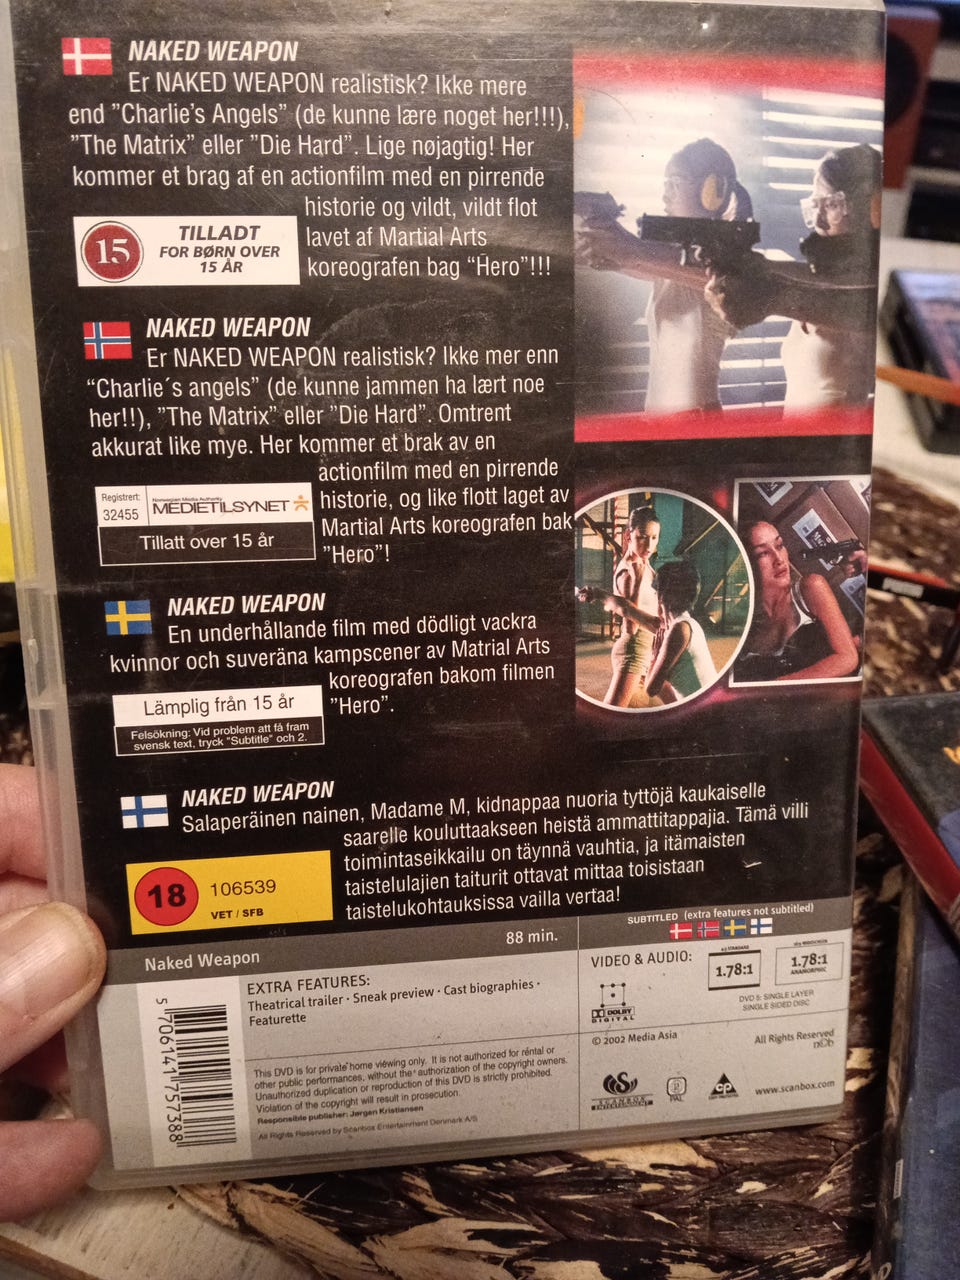 NAKED WEAPON
Er NAKED WEAPON realistisk? Ikke mere
end "Charlie's Angels" (de kunne lære noget her!!!),
"The Matrix" eller "Die Hard". Lige nøjagtig! Her
kommer et brag af en actionfilm med en pirrende
historie og vildt, vildt flot
lavet af Martial Arts
koreografen bag "Hero"!!!
15
TILLADT
FOR BØRN OVER
15 ÅR
NAKED WEAPON
Er NAKED WEAPON realistisk? Ikke mer enn
"Charlie´s angels" (de kunne jammen ha lært noe
her!!), "The Matrix" eller "Die Hard". Omtrent
akkurat like mye. Her kommer et brak av en
actionfilm med en pirrende
historie, og like flott laget av
Martial Arts koreografen bak
"Hero"!
Registrert:
32455
Norwegian Media Authority
MEDIETILSYNET
Tillatt over 15 år
NAKED WEAPON
En underhållande film med dödligt vackra
kvinnor och suveräna kampscener av Matrial Arts
koreografen bakom filmen
"Hero".
Lämplig från 15 år
Felsökning: Vid problem att få fram
svensk text, tryck "Subtitle" och 2.
NAKED WEAPON
Salaperäinen nainen, Madame M, kidnappaa nuoria tyttöjä kaukaiselle
saarelle kouluttaakseen heistä ammattitappajia. Tämä villi
toimintaseikkailu on täynnä vauhtia, ja itämaisten
taistelulajien taiturit ottavat mittaa toisistaan
taistelukohtauksissa vailla vertaa!
18
106539
VET / SFB
Naked Weapon
88 min.
SUBTITLED (extra features not subtitled)
EXTRA FEATURES:
Theatrical trailer · Sneak preview · Cast biographies ·
Featurette
VIDEO & AUDIO:
4:3 STANDARD
1.78:1
16:9 WIDESCREEN
1.78:1
ANAMORPHIC
DOLBY
DIGITAL
DVD 5: SINGLE LAYER
SINGLE SIDED DISC
5 706141 757388
This DVD is for private home viewing only. It is not authorized for rental or
other public performances, without the authorization of the copyright owners.
Unauthorized duplication or reproduction of this DVD is strictly prohibited.
Violation of the copyright will result in prosecution.
Responsible publisher: Jørgen Kristiansen
All Rights Reserved by Scanbox Entertainment Denmark A/S
© 2002 Media Asia
All Rights Reserved
ncb
SCANBOX
ENTERTAINMENT
PAL
www.scanbox.com